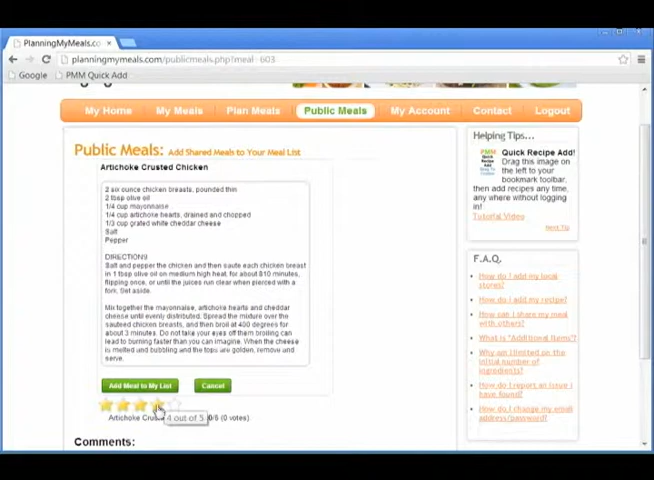 PlanningMyMeals.co
planningmymeals.com/publicmeals.php?meal=603
Google PMM Quick Add
My Home My Meals Plan Meals Public Meals My Account Contact Logout
Public Meals: Add Shared Meals to Your Meal List
Artichoke Crusted Chicken
2 six ounce chicken breasts, pounded thin
2 tbsp olive oil
1/4 cup mayonnaise
1/4 cup artichoke hearts, drained and chopped
1/3 cup grated white cheddar cheese
Salt
Pepper
DIRECTIONS
Salt and pepper the chicken and then saute each chicken breast
in 1 tbsp olive oil on medium high heat, for about 810 minutes,
flipping once, or until the juices run clear when pierced with a
fork. Set aside.
Mix together the mayonnaise, artichoke hearts and cheddar
cheese until evenly distributed. Spread the mixture over the
sauteed chicken breasts, and then broil at 400 degrees for
about 3 minutes. Do not take your eyes off them broiling can
lead to burning faster than you can imagine. When the cheese
is melted and bubbling and the tops are golden, remove and
serve.
Add Meal to My List Cancel
Artichoke Crus 4 out of 5 0/5 (0 votes)
Comments:
Helping Tips...
PMM
Quick
Quick Recipe Add!
Drag this image on
the left to your
bookmark toolbar,
then add recipes any time,
any where without logging
in!
Tutorial Video
Next Tip
F.A.Q.
How do I add my local
stores?
How do I add my recipe?
How can I share my meal
with others?
What is "Additional Items"?
Why am I limited on the
initial number of
ingredients?
How do I report an issue I
have found?
How do I change my email
address/password?